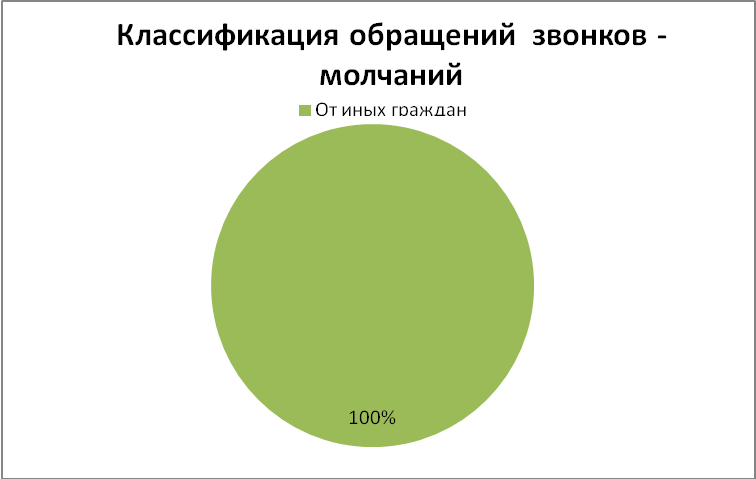 Классификация обращений звонков -
молчаний
От иных граждан
100%